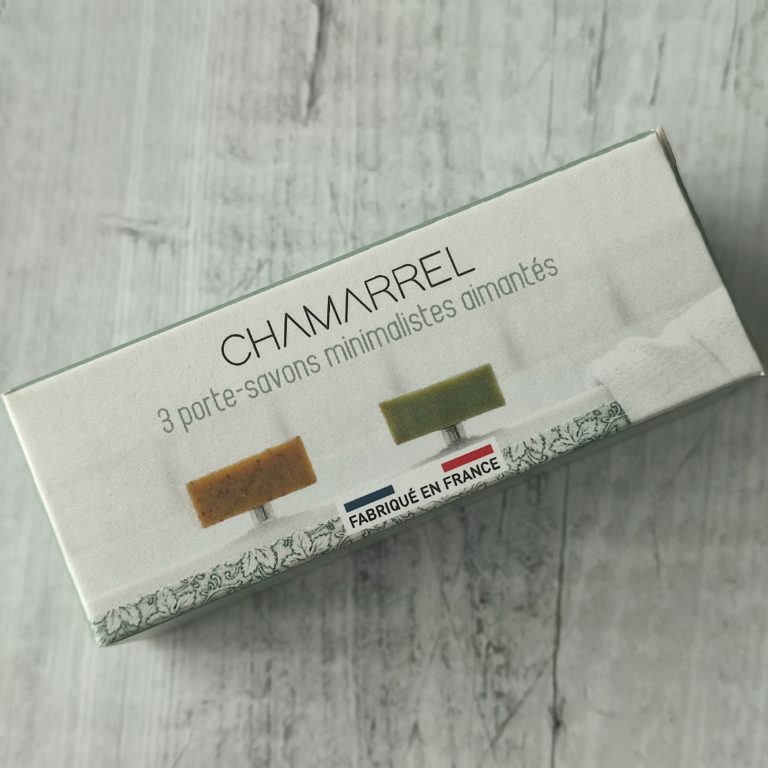 CHAMARREL
3 porte-savons minimalistes aimantés
FABRIQUÉ EN FRANCE